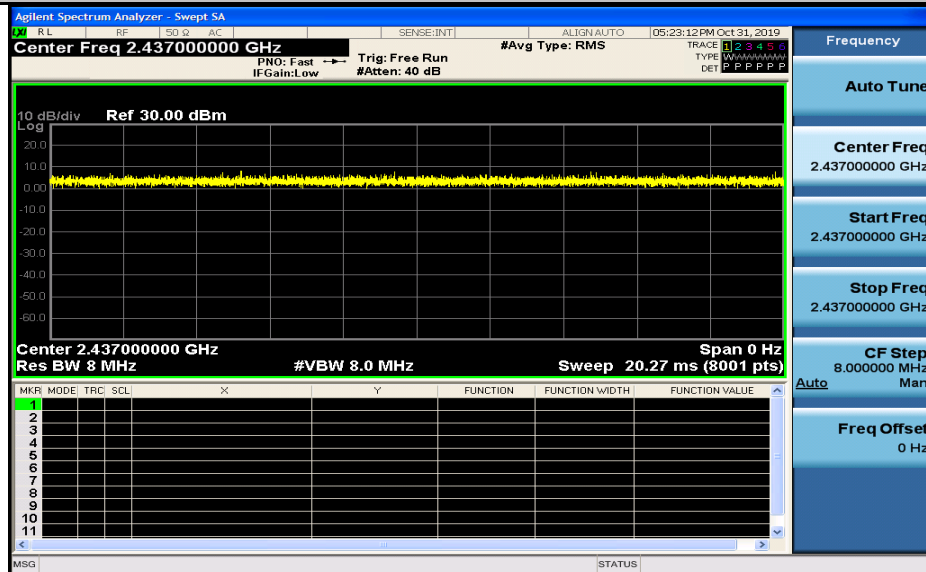 Agilent Spectrum Analyzer - Swept SA
LXI RL RF 50 Ω AC SENSE:INT ALIGN AUTO 05:23:12 PM Oct 31, 2019
Center Freq 2.437000000 GHz
PNO: Fast
IFGain:Low
Trig: Free Run
#Atten: 40 dB
#Avg Type: RMS
TRACE 1 2 3 4 5 6
TYPE WWWWWW
DET P P P P P P
10 dB/div Ref 30.00 dBm
Log
20.0
10.0
0.00
-10.0
-20.0
-30.0
-40.0
-50.0
-60.0
Center 2.437000000 GHz Span 0 Hz
Res BW 8 MHz #VBW 8.0 MHz Sweep 20.27 ms (8001 pts)
MKR MODE TRC SCL X Y FUNCTION FUNCTION WIDTH FUNCTION VALUE
1
2
3
4
5
6
7
8
9
10
11
MSG STATUS
Frequency
Auto Tune
Center Freq
2.437000000 GHz
Start Freq
2.437000000 GHz
Stop Freq
2.437000000 GHz
CF Step
8.000000 MHz
Auto Man
Freq Offset
0 Hz